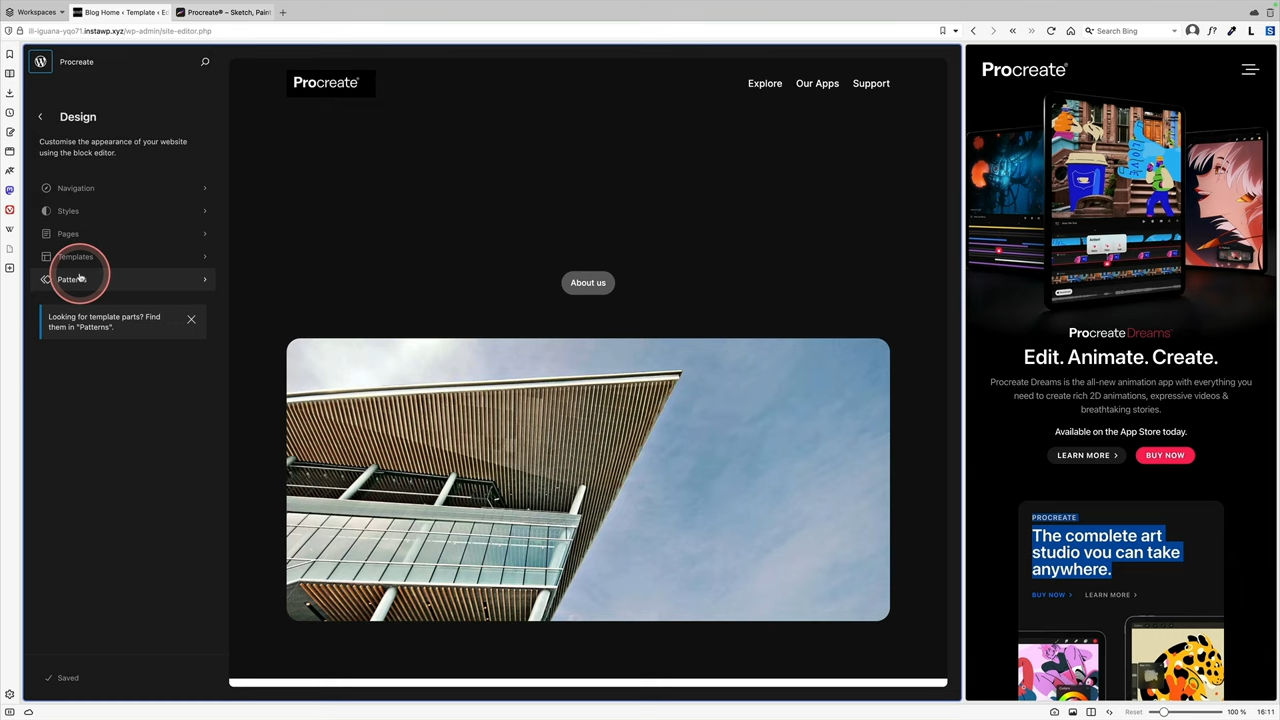 Workspaces
Blog Home ‹ Template ‹ Ec
Procreate® – Sketch, Paint
lll-iguana-yqo71.instawp.xyz/wp-admin/site-editor.php
Search Bing
Procreate
Design
Customise the appearance of your website
using the block editor.
Navigation
Styles
Pages
Templates
Patterns
Looking for template parts? Find
them in "Patterns".
Saved
Procreate®
Explore
Our Apps
Support
About us
Procreate®
Procreate Dreams
Edit. Animate. Create.
Procreate Dreams is the all-new animation app with everything you
need to create rich 2D animations, expressive videos &
breathtaking stories.
Available on the App Store today.
LEARN MORE >
BUY NOW
PROCREATE
The complete art
studio you can take
anywhere.
BUY NOW >
LEARN MORE >
Reset
100 %
16:11